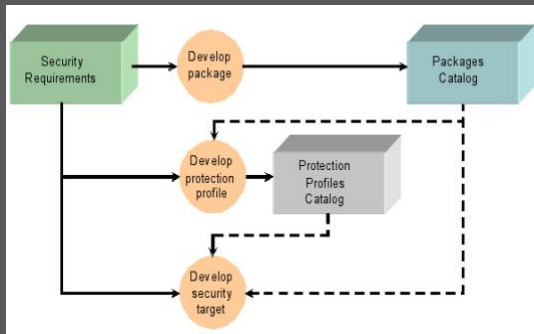 Security
Requirements
Develop
package
Packages
Catalog
Develop
protection
profile
Protection
Profiles
Catalog
Develop
security
target